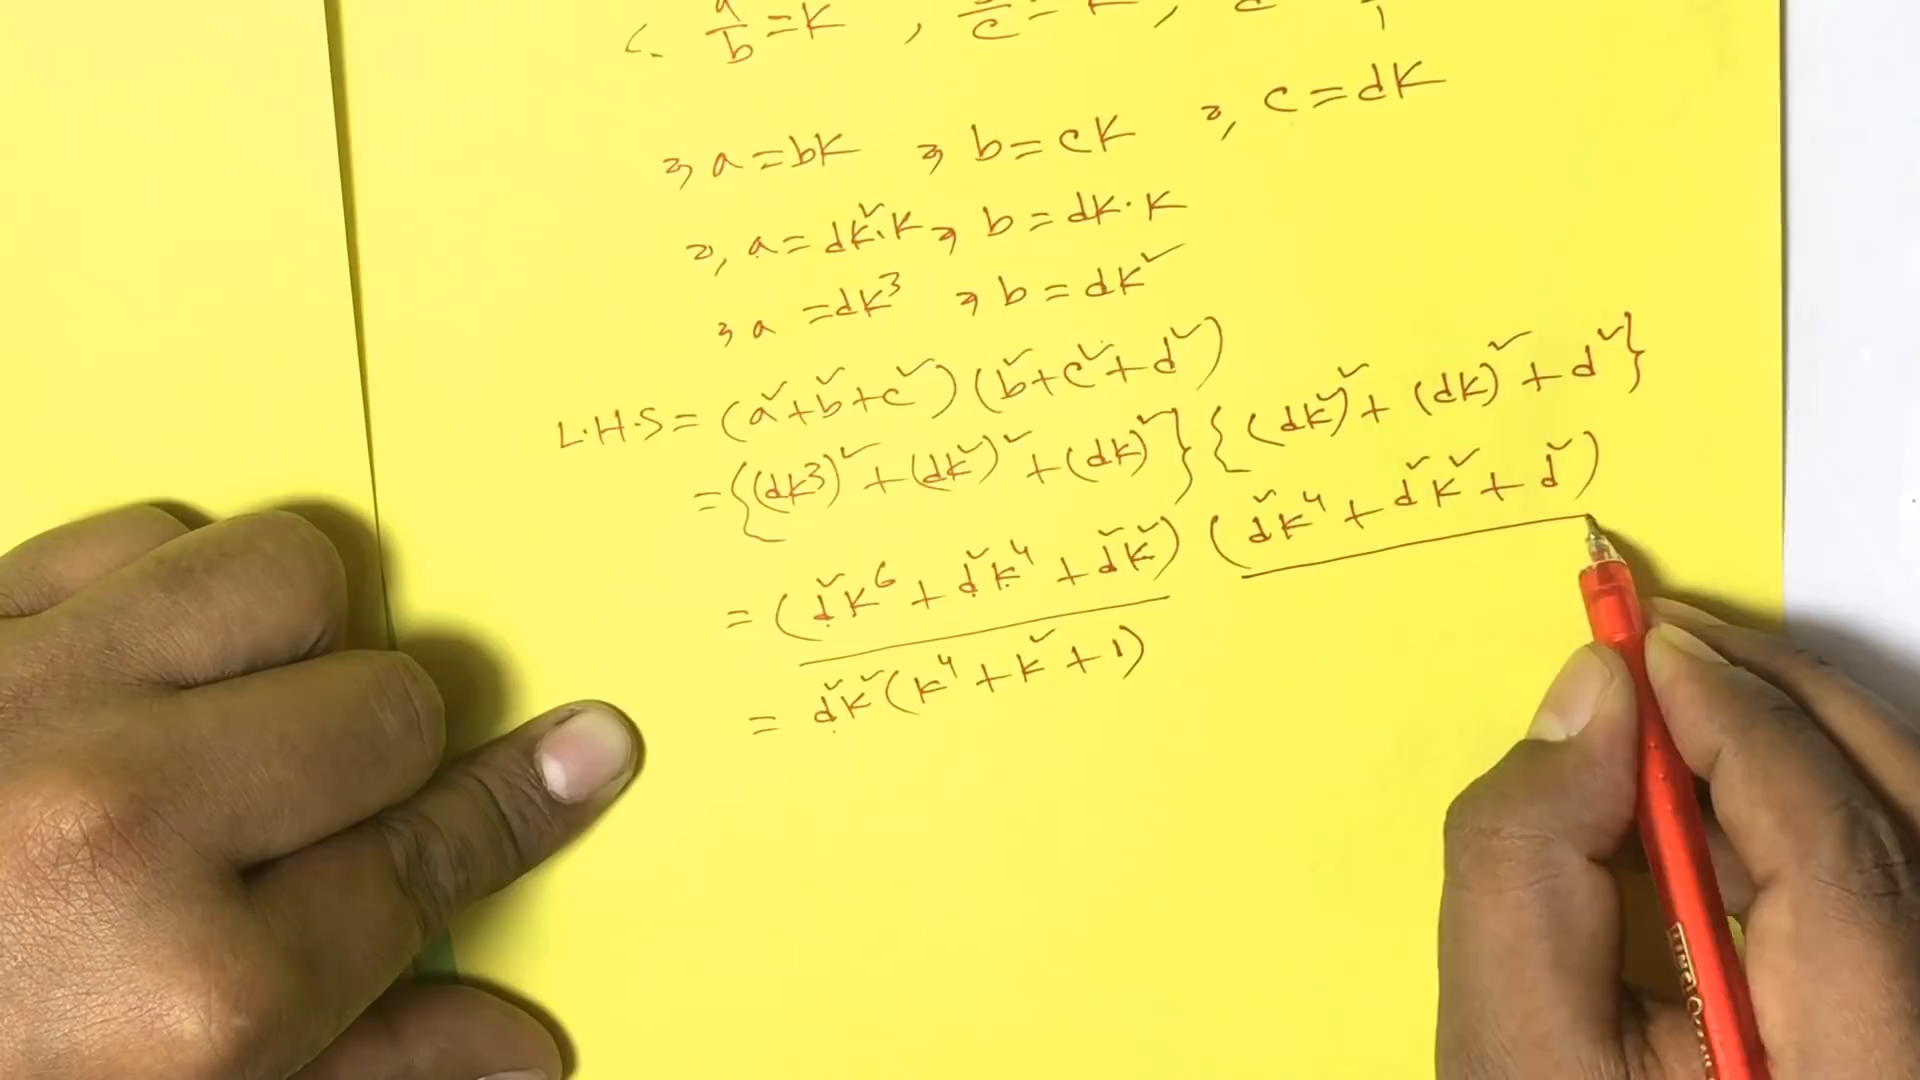 ∴ a/b = K , b/c = K , c/d = K/1
⇒ a = bK ⇒ b = cK ⇒, c = dK
⇒, a = dK²·K ⇒ b = dK·K
⇒ a = dK³ ⇒ b = dK²
L.H.S = (a²+b²+c²) (b²+c²+d²)
= {(dK³)² + (dK²)² + (dK)²} {(dK²)² + (dK)² + d²}
= (d²K⁶ + d²K⁴ + d²K²) (d²K⁴ + d²K² + d²)
= d²K² (K⁴ + K² + 1)